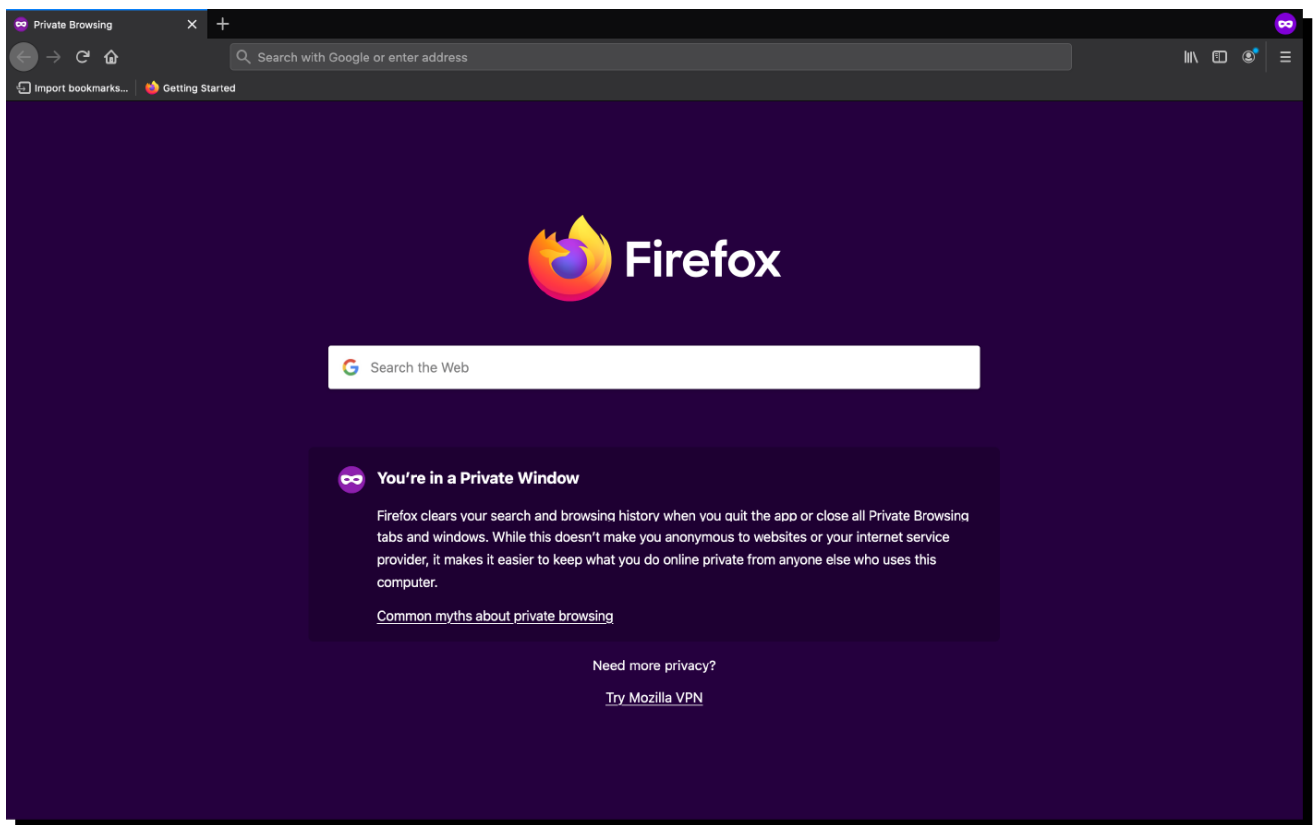 Private Browsing
Search with Google or enter address
Import bookmarks... Getting Started
Firefox
Search the Web
You're in a Private Window
Firefox clears your search and browsing history when you quit the app or close all Private Browsing
tabs and windows. While this doesn't make you anonymous to websites or your internet service
provider, it makes it easier to keep what you do online private from anyone else who uses this
computer.
Common myths about private browsing
Need more privacy?
Try Mozilla VPN